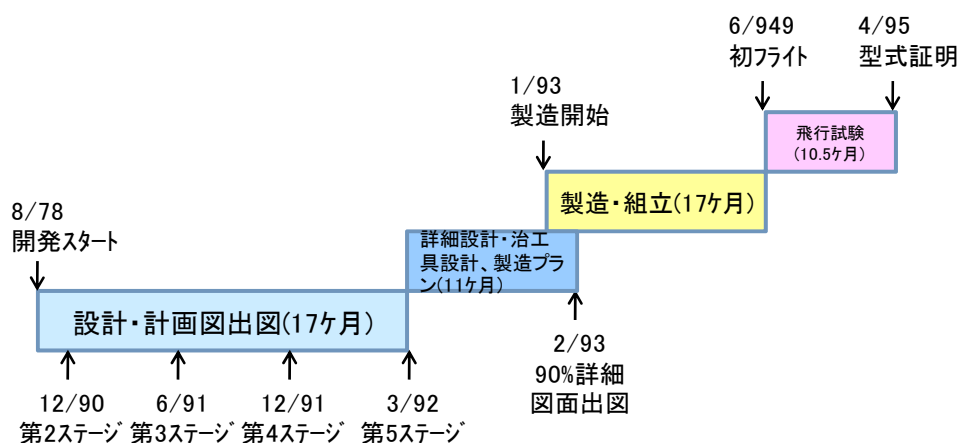 6/949
初フライト
4/95
型式証明
1/93
製造開始
飛行試験
(10.5ケ月)
製造・組立(17ケ月)
8/78
開発スタート
詳細設計・治工
具設計、製造プラ
ン(11ケ月)
設計・計画図出図(17ケ月)
2/93
90%詳細
図面出図
12/90
第2ステージ
6/91
第3ステージ
12/91
第4ステージ
3/92
第5ステージ